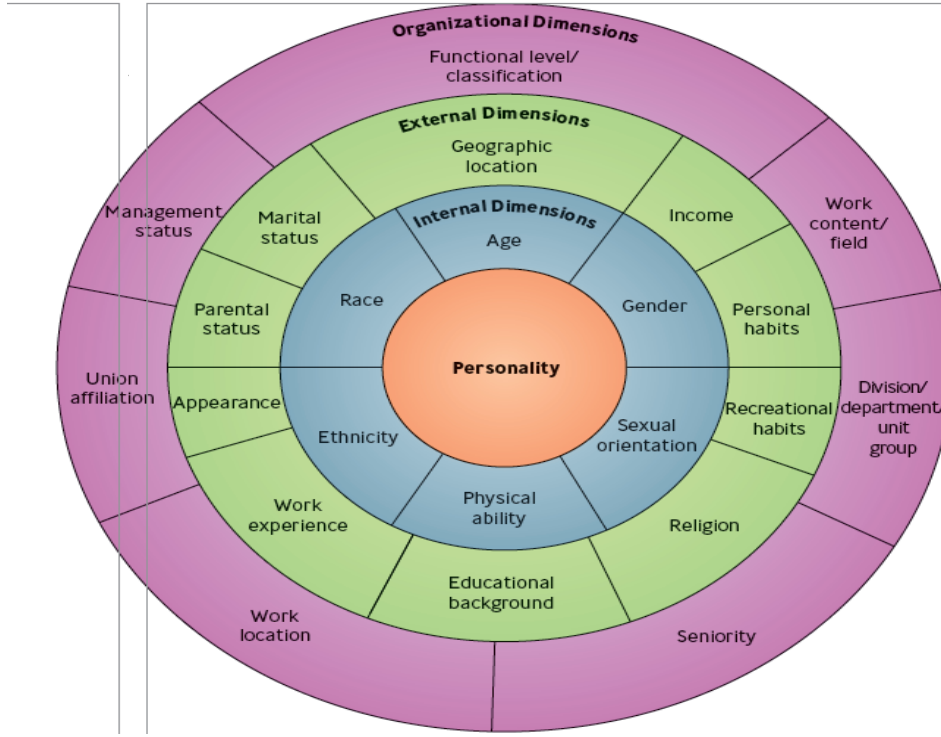 Organizational Dimensions
Functional level/
classification
External Dimensions
Geographic
location
Internal Dimensions
Age
Management
status
Marital
status
Income
Work
content/
field
Race
Gender
Parental
status
Personal
habits
Personality
Union
affiliation
Appearance
Ethnicity
Sexual
orientation
Recreational
habits
Division/
department/
unit
group
Physical
ability
Work
experience
Religion
Educational
background
Work
location
Seniority